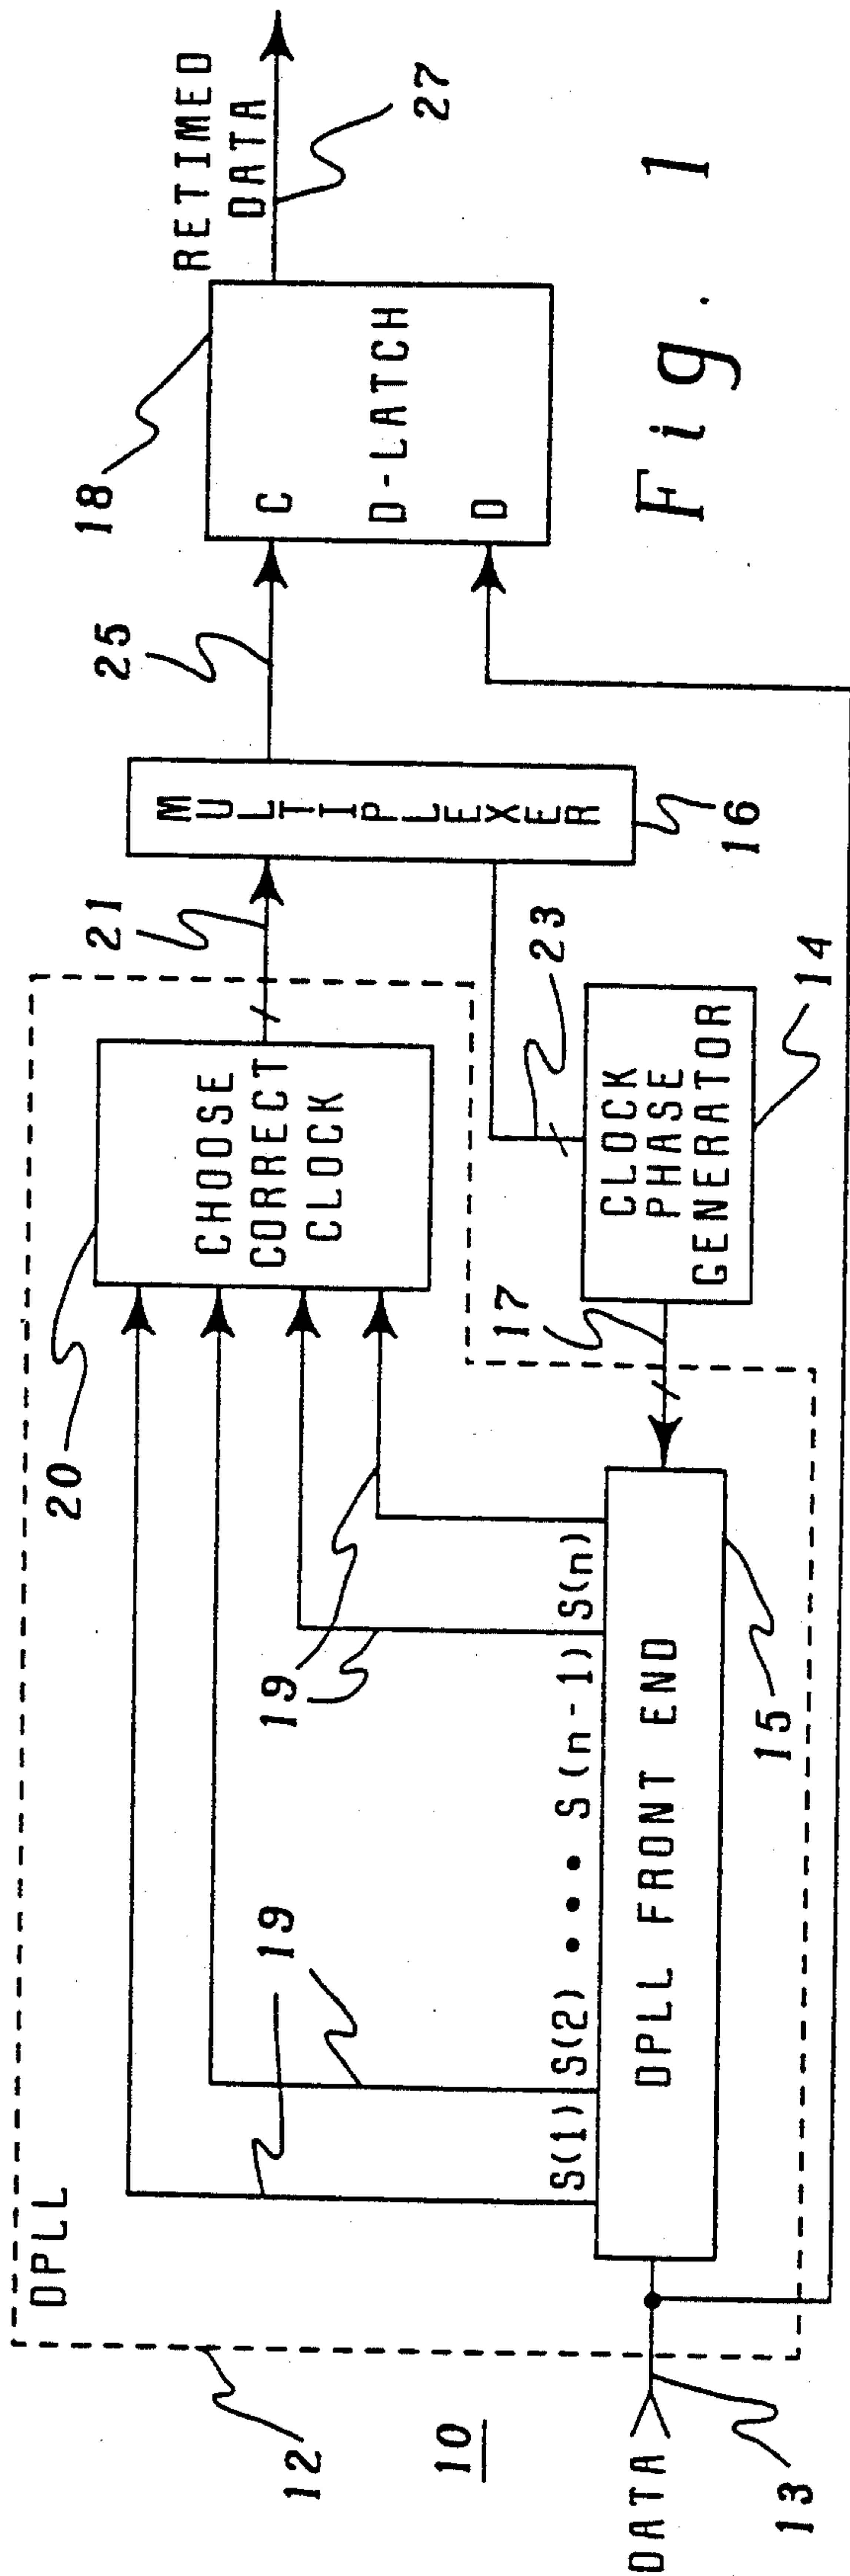 DPLL
12
10
DATA
13
20
CHOOSE
CORRECT
CLOCK
21
25
18
C
D-LATCH
D
RETIMED
DATA
27
MULTIPLEXER
16
19
19
S(1) S(2) • • • S(n-1) S(n)
DPLL FRONT END
15
17
23
CLOCK
PHASE
GENERATOR
14
Fig. 1